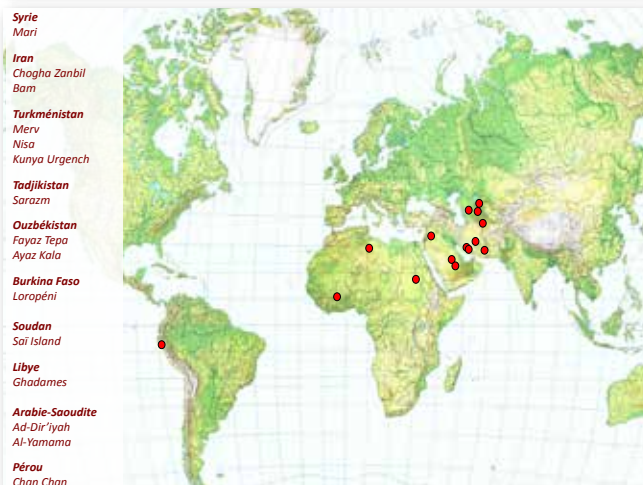 Syrie
Mari
Iran
Chogha Zanbil
Bam
Turkménistan
Merv
Nisa
Kunya Urgench
Tadjikistan
Sarazm
Ouzbékistan
Fayaz Tepa
Ayaz Kala
Burkina Faso
Loropéni
Soudan
Saï Island
Libye
Ghadames
Arabie-Saoudite
Ad-Dir’iyah
Al-Yamama
Pérou
Chan Chan